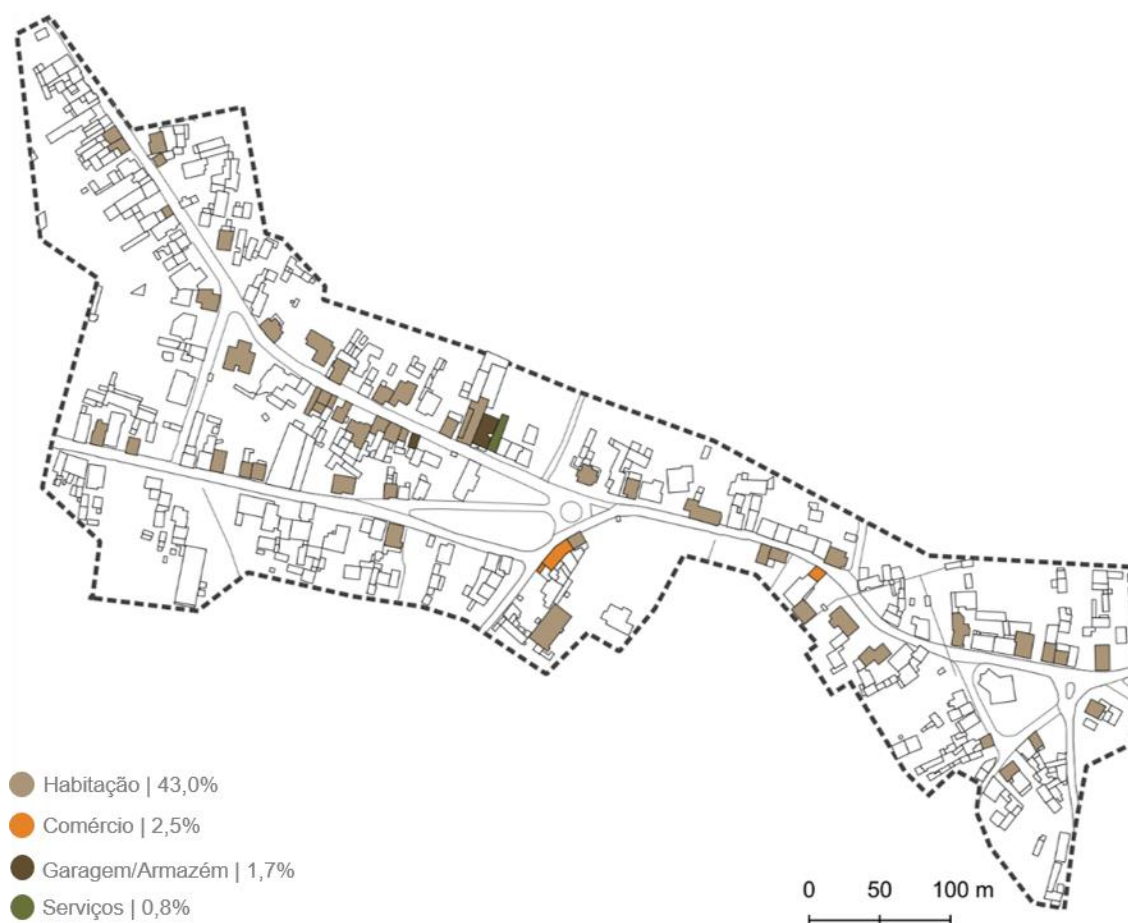 Habitação | 43,0%
Comércio | 2,5%
Garagem/Armazém | 1,7%
Serviços | 0,8%
0 50 100 m